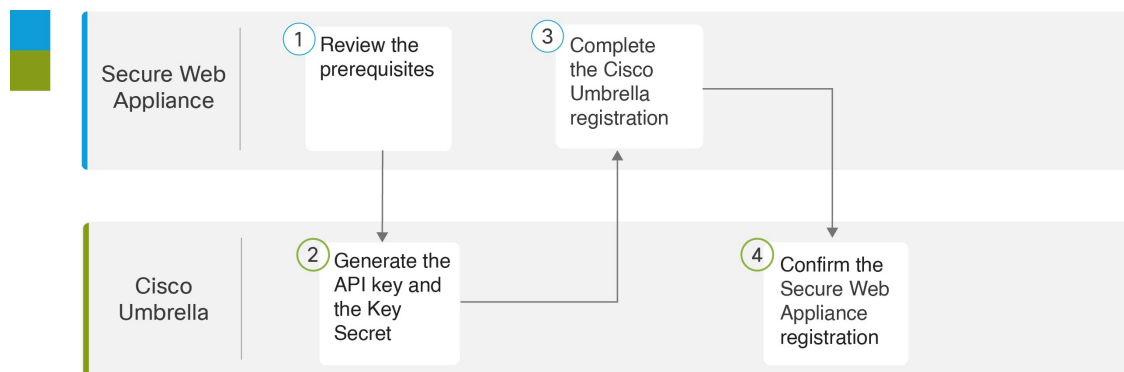 Secure Web
Appliance
1
Review the
prerequisites
3
Complete
the Cisco
Umbrella
registration
Cisco
Umbrella
2
Generate the
API key and
the Key
Secret
4
Confirm the
Secure Web
Appliance
registration